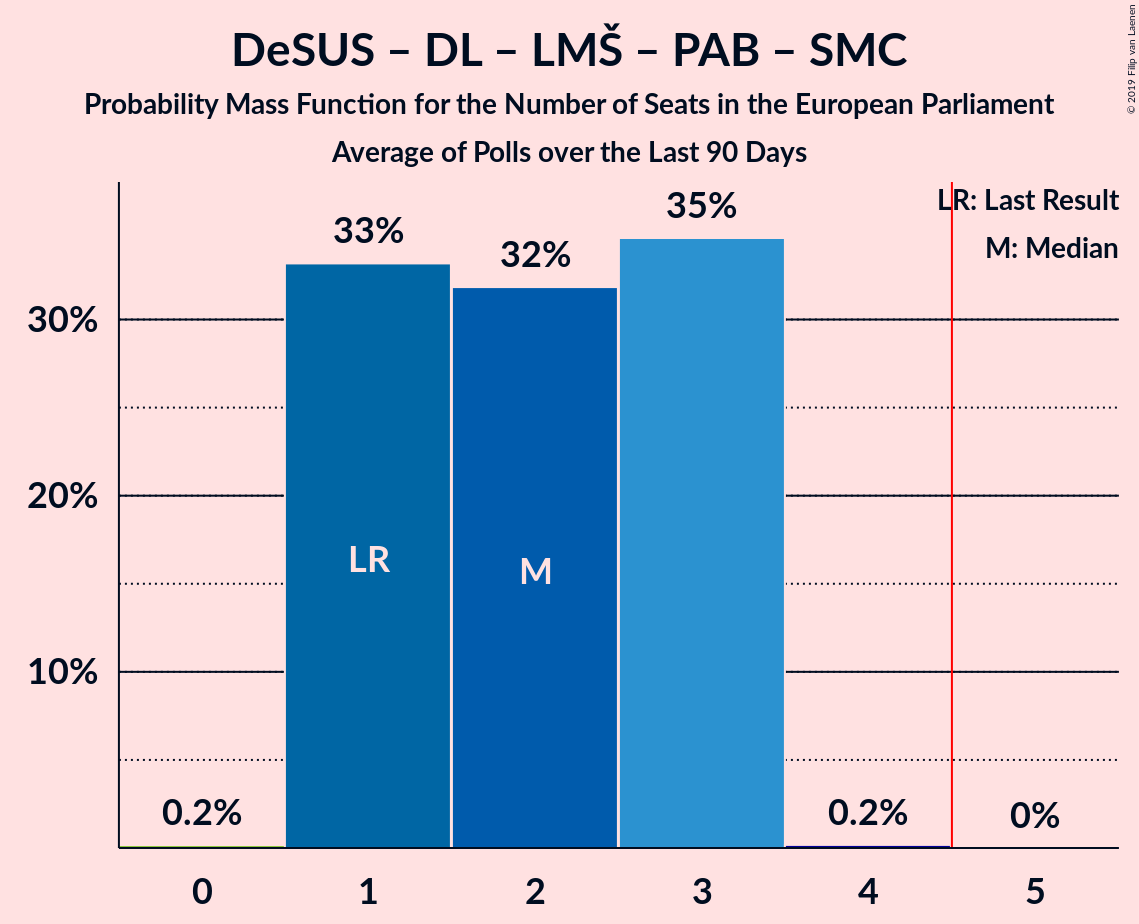 DeSUS – DL – LMŠ – PAB – SMC
Probability Mass Function for the Number of Seats in the European Parliament
Average of Polls over the Last 90 Days
© 2019 Filip van Laenen
LR: Last Result
M: Median
33%
32%
35%
30%
20%
10%
LR
M
0.2%
0.2%
0%
0
1
2
3
4
5